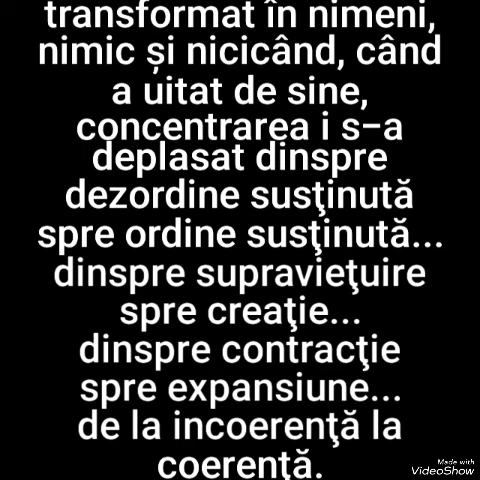 transformat în nimeni,
nimic și nicicând, când
a uitat de sine,
concentrarea i s-a
deplasat dinspre
dezordine susţinută
spre ordine susţinută...
dinspre supravieţuire
spre creaţie...
dinspre contracţie
spre expansiune...
de la incoerenţă la
coerenţă.
Made with
VideoShow